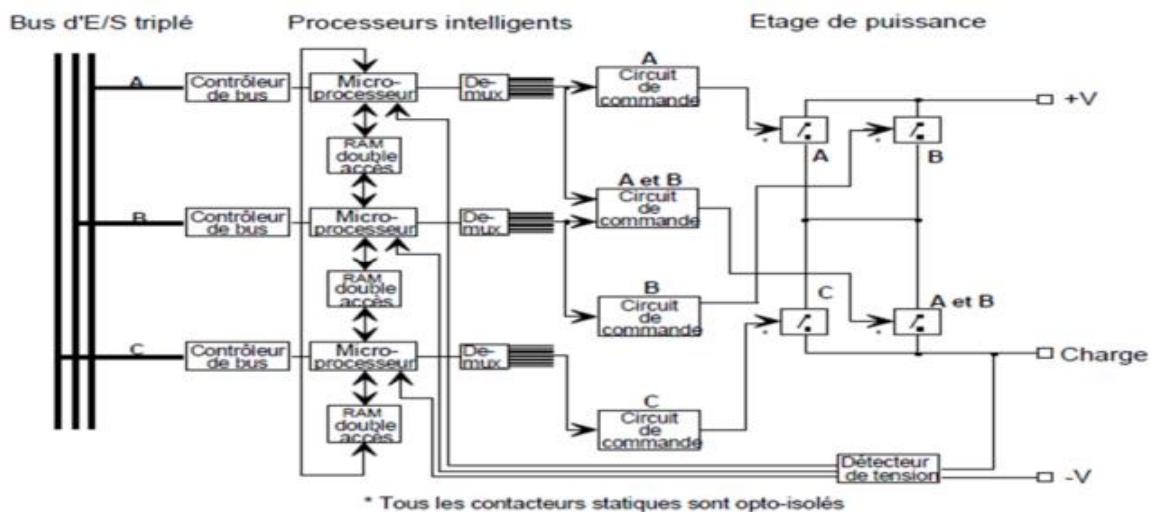 Bus d'E/S triplé
Processeurs intelligents
Etage de puissance
A
Contrôleur
de bus
Micro-
processeur
De-
mux
A
Circuit
de
commande
+V
A
B
RAM
double
accès
B
Contrôleur
de bus
Micro-
processeur
De-
mux
A et B
Circuit
de
commande
RAM
double
accès
B
Circuit
de
commande
C
A et B
C
Contrôleur
de bus
Micro-
processeur
De-
mux
Charge
RAM
double
accès
C
Circuit
de
commande
Détecteur
de tension
-V
* Tous les contacteurs statiques sont opto-isolés
*
*
*
*